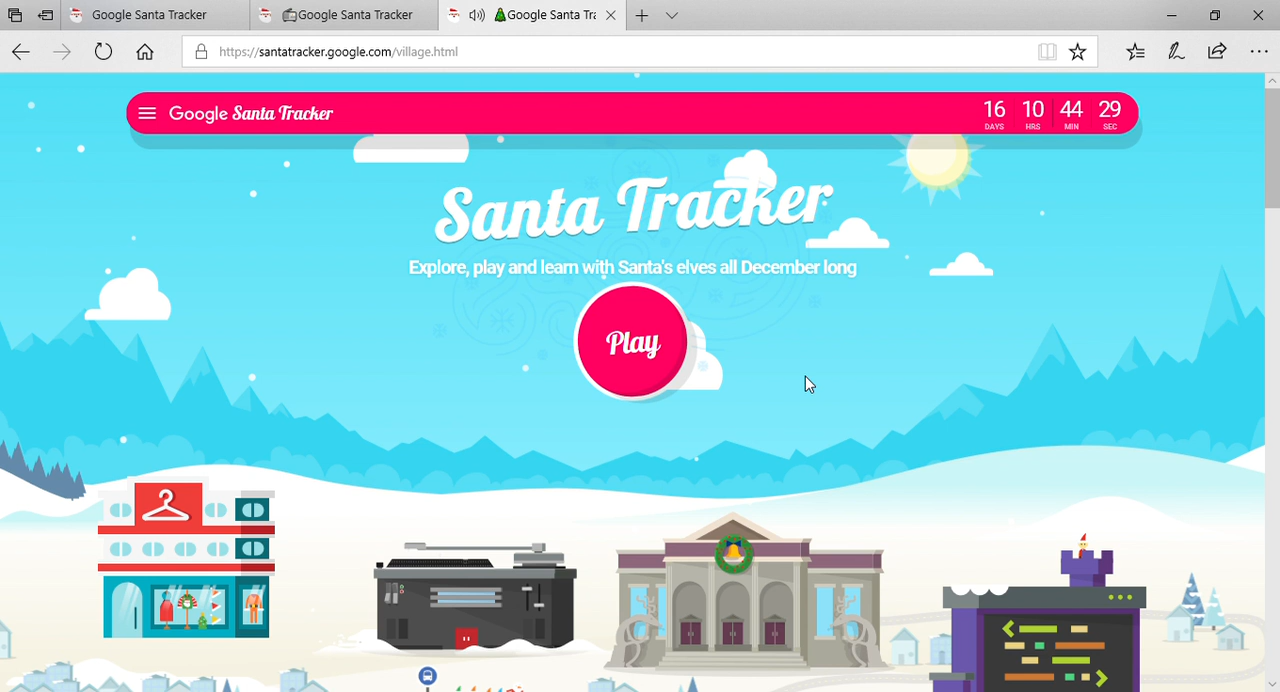 Google Santa Tracker
Google Santa Tracker
Google Santa Tr
https://santatracker.google.com/village.html
Google Santa Tracker
16 10 44 29
DAYS HRS MIN SEC
Santa Tracker
Explore, play and learn with Santa's elves all December long
Play